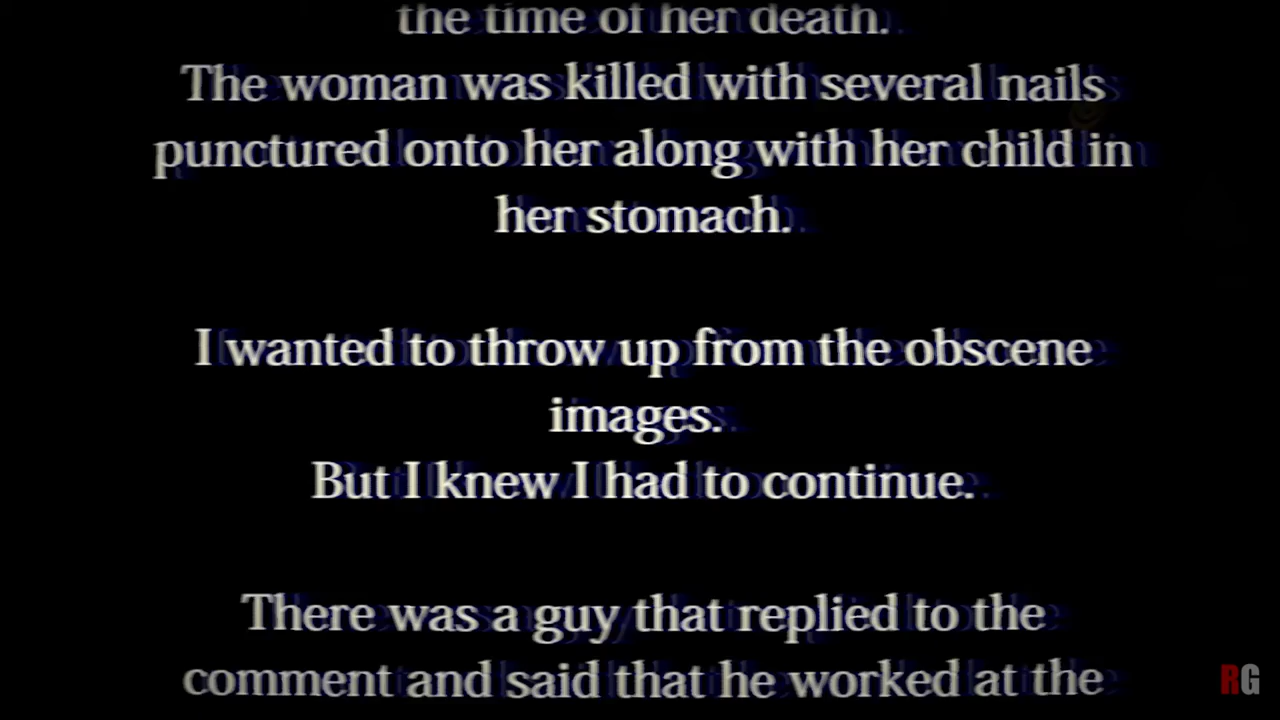 the time of her death.
The woman was killed with several nails
punctured onto her along with her child in
her stomach.
I wanted to throw up from the obscene
images.
But I knew I had to continue.
There was a guy that replied to the
comment and said that he worked at the
RG